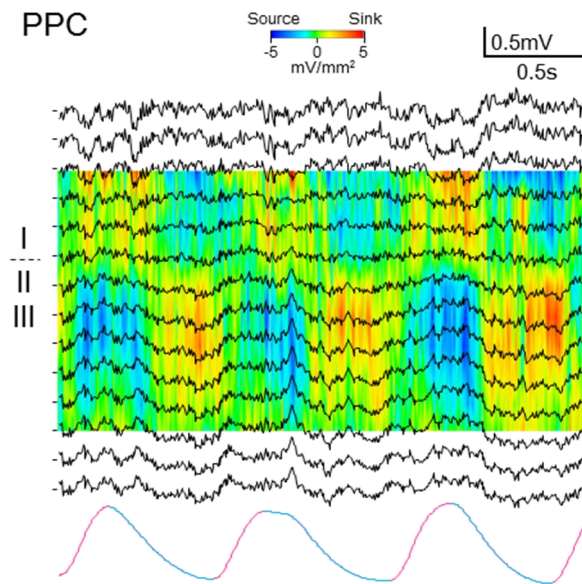 PPC
Source Sink
-5 0 5
mV/mm²
0.5mV
0.5s
I
II
III